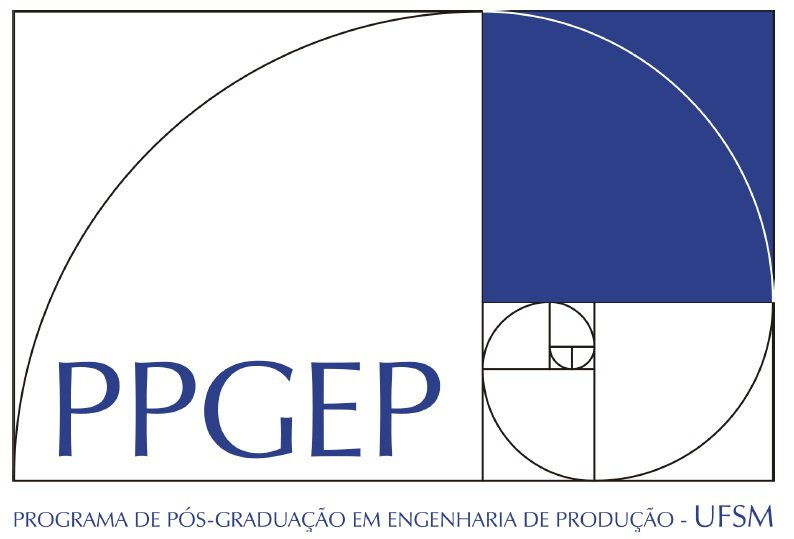 PPGEP
PROGRAMA DE PÓS-GRADUAÇÃO EM ENGENHARIA DE PRODUÇÃO - UFSM